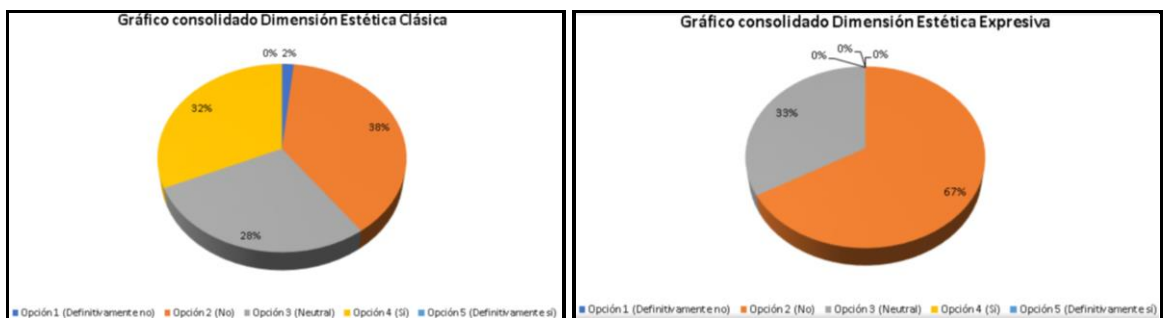 Gráfico consolidado Dimensión Estética Clásica
0% 2%
32%
38%
28%
Opción 1 (Definitivamente no) Opción 2 (No) Opción 3 (Neutral) Opción 4 (Sí) Opción 5 (Definitivamente sí)
Gráfico consolidado Dimensión Estética Expresiva
0% 0% 0%
33%
67%
Opción 1 (Definitivamente no) Opción 2 (No) Opción 3 (Neutral) Opción 4 (Sí) Opción 5 (Definitivamente sí)